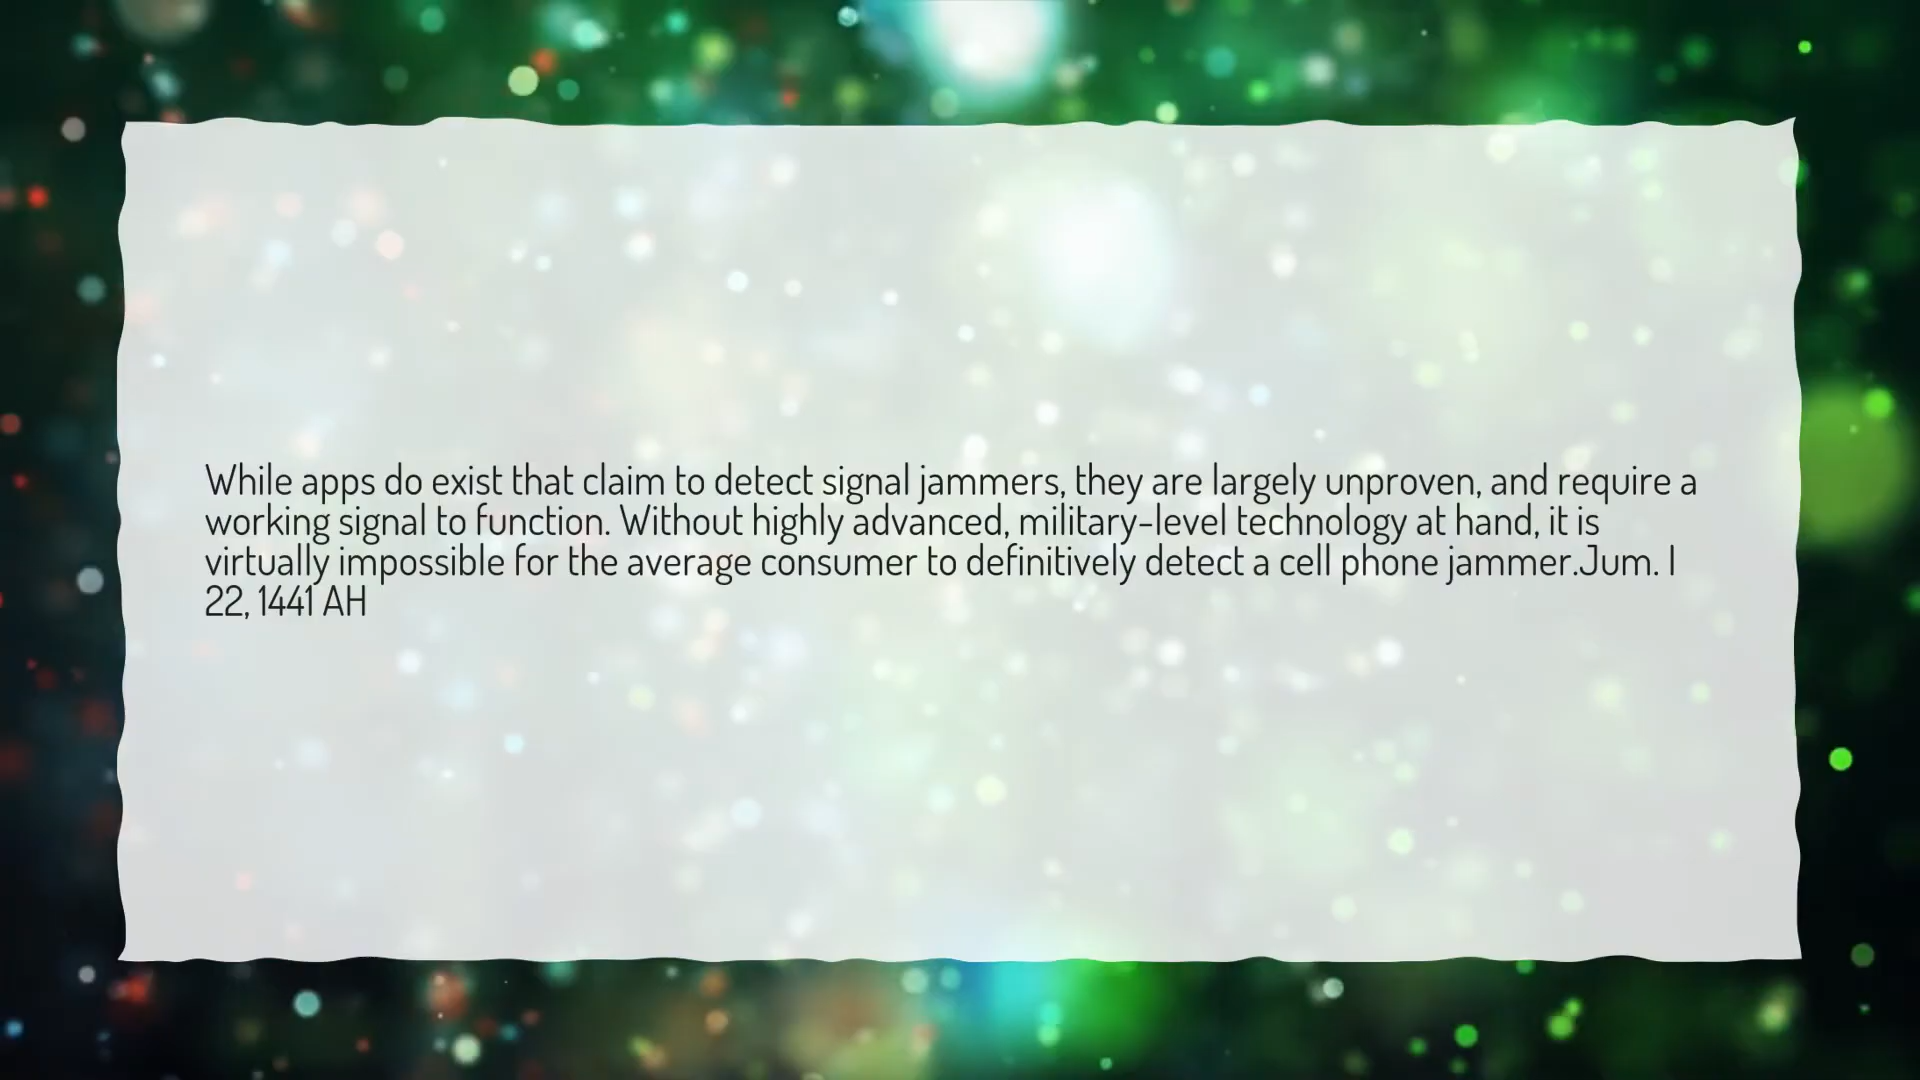 While apps do exist that claim to detect signal jammers, they are largely unproven, and require a
working signal to function. Without highly advanced, military-level technology at hand, it is
virtually impossible for the average consumer to definitively detect a cell phone jammer.Jum. I
22, 1441 AH